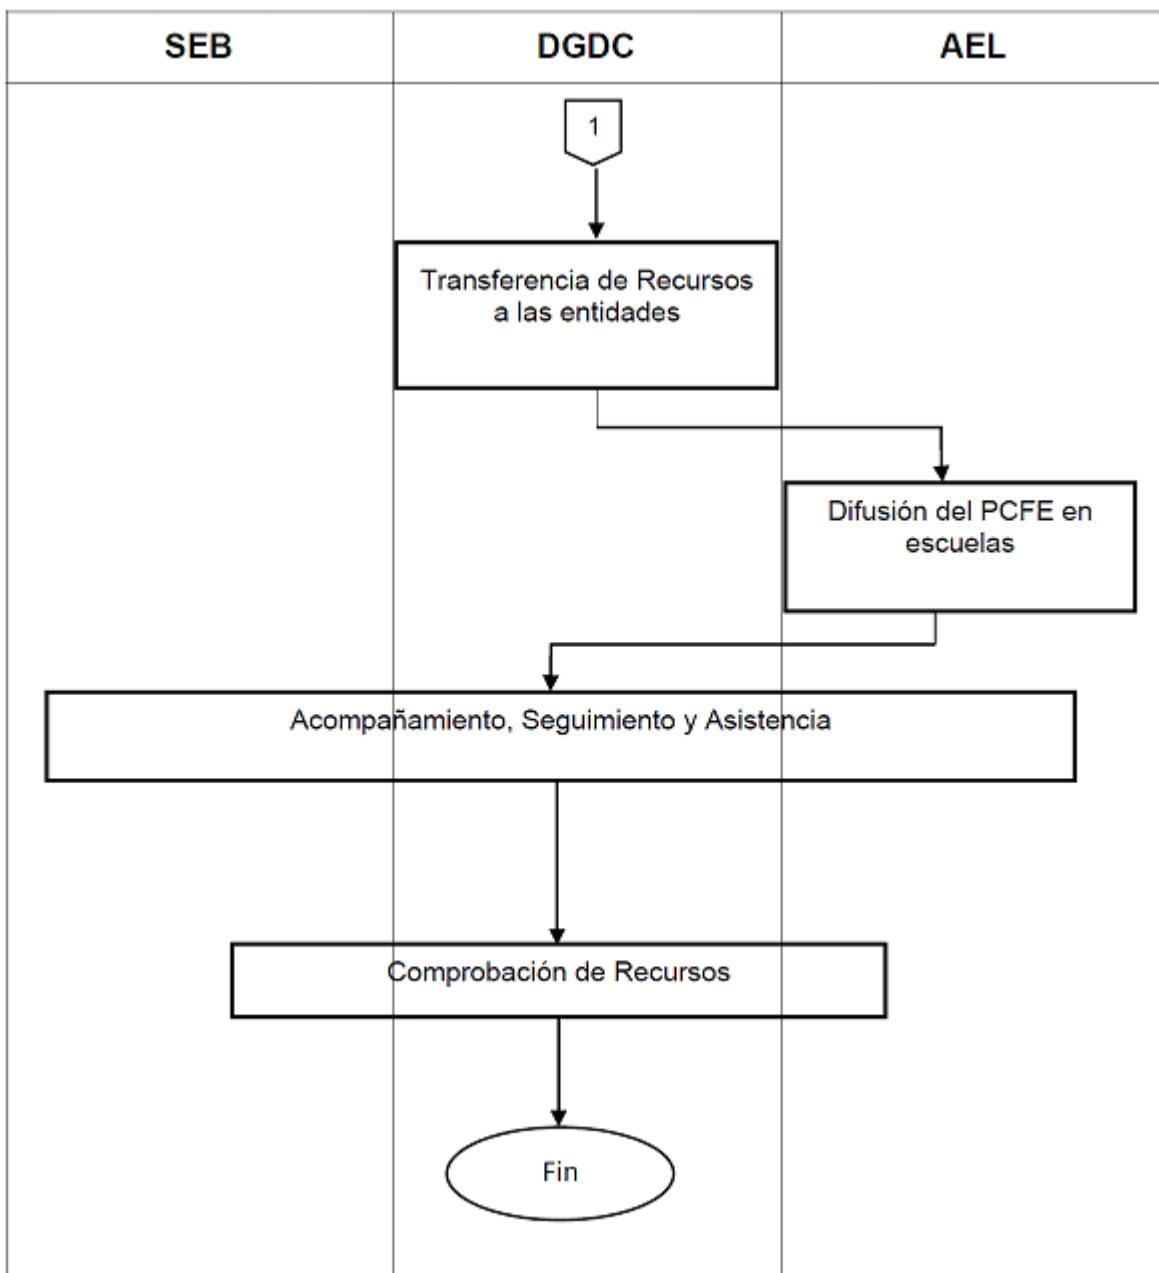 SEB
DGDC
AEL
1
Transferencia de Recursos
a las entidades
Difusión del PCFE en
escuelas
Acompañamiento, Seguimiento y Asistencia
Comprobación de Recursos
Fin